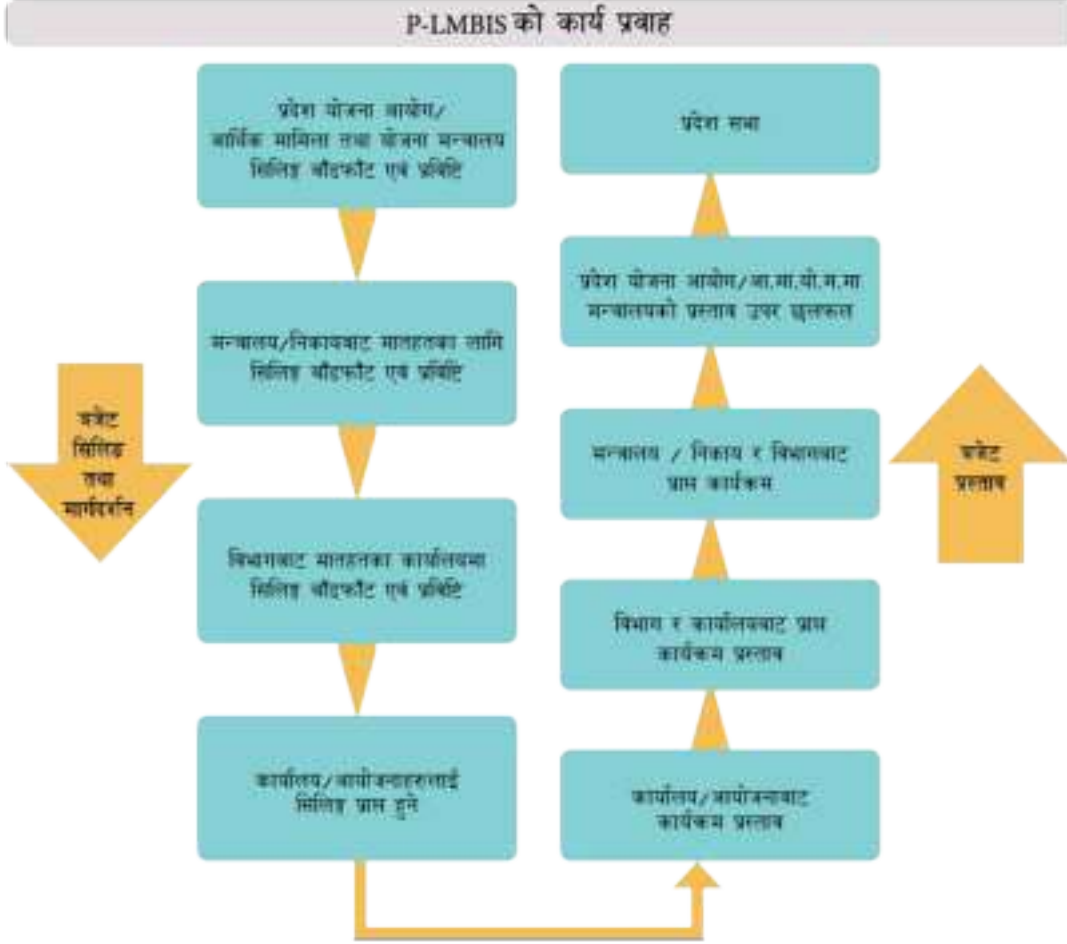 P-LMBIS को कार्य प्रवाह
प्रदेश योजना आयोग/
आर्थिक मामिला तथा योजना मन्त्रालय
सिलिङ बाँडफाँट एवं प्रविष्टि
मन्त्रालय/निकायबाट मातहतका लागि
सिलिङ बाँडफाँट एवं प्रविष्टि
विभागबाट मातहतका कार्यालयमा
सिलिङ बाँडफाँट एवं प्रविष्टि
कार्यालय/आयोजनाहरुलाई
सिलिङ प्राप्त हुने
बजेट
सिलिङ
तथा
मार्गदर्शन
प्रदेश सभा
प्रदेश योजना आयोग/आ.मा.यो.म.मा
मन्त्रालयको प्रस्ताव उपर छलफल
मन्त्रालय / निकाय र विभागबाट
प्राप्त कार्यक्रम
विभाग र कार्यालयबाट प्राप्त
कार्यक्रम प्रस्ताव
कार्यालय/आयोजनाबाट
कार्यक्रम प्रस्ताव
बजेट
प्रस्ताव